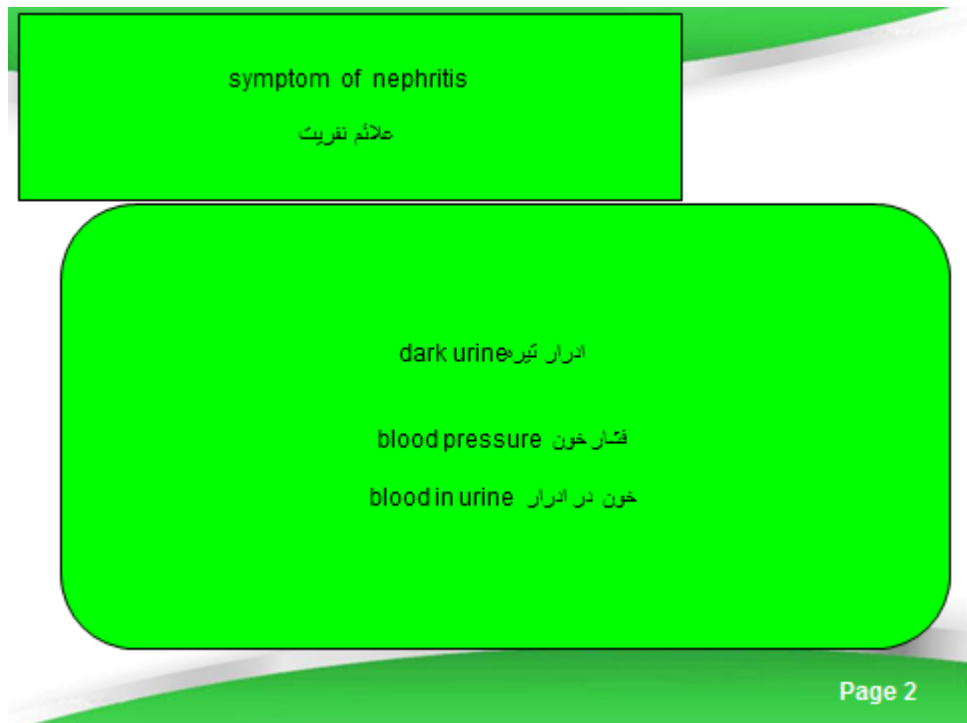 symptom of nephritis
علائم نفریت
ادرار تیرهdark urine
فشار خون blood pressure
خون در ادرار blood in urine
Page 2